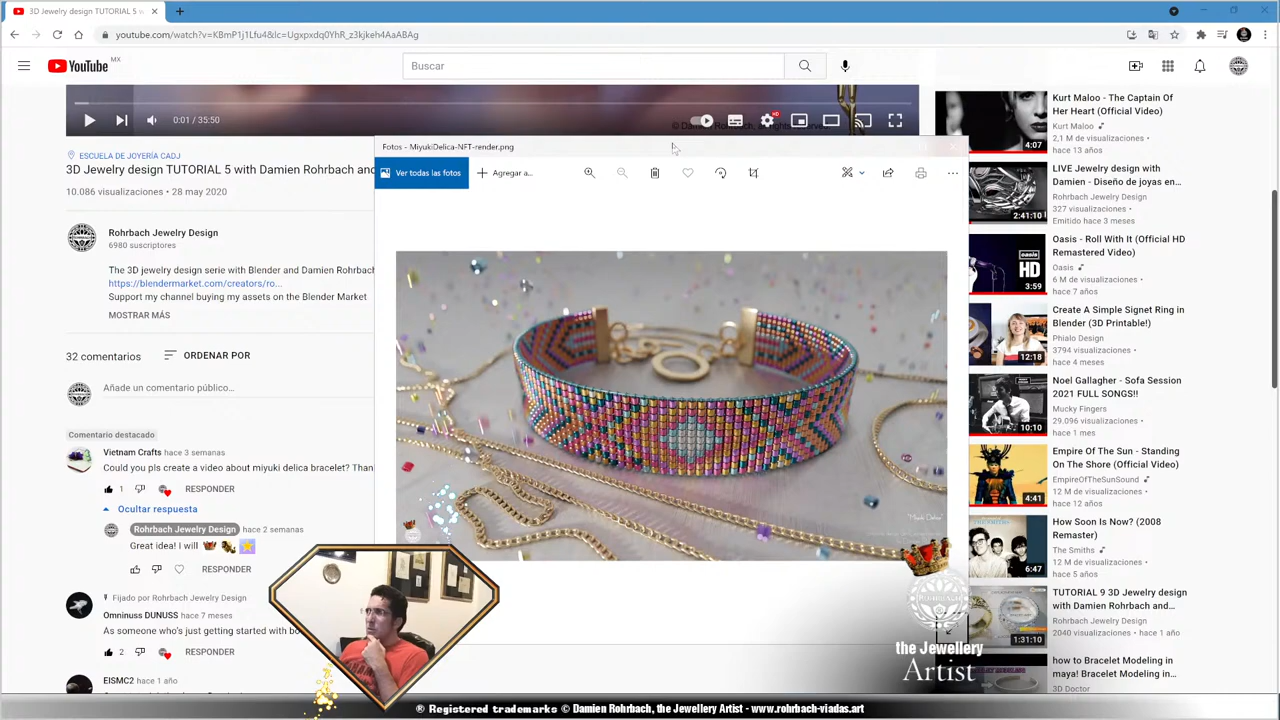 3D Jewelry design TUTORIAL 5 w
youtube.com/watch?v=KBmP1j1Lfu4&lc=Ugxpxdq0YhR_z3kjkeh4AaABAg
YouTube MX
Buscar
0:01 / 35:50
HD
ESCUELA DE JOYERÍA CADJ
3D Jewelry design TUTORIAL 5 with Damien Rohrbach and
10.086 visualizaciones • 28 may 2020
Rohrbach Jewelry Design
6980 suscriptores
The 3D jewelry design serie with Blender and Damien Rohrbach
https://blendermarket.com/creators/ro...
Support my channel buying my assets on the Blender Market
MOSTRAR MÁS
32 comentarios
ORDENAR POR
Añade un comentario público...
Comentario destacado
Vietnam Crafts hace 3 semanas
Could you pls create a video about miyuki delica bracelet? Than
1
RESPONDER
Ocultar respuesta
Rohrbach Jewelry Design hace 2 semanas
Great idea! I will
RESPONDER
Fijado por Rohrbach Jewelry Design
Omninuss DUNUSS hace 7 meses
As someone who's just getting started with
2
RESPONDER
EISMC2 hace 1 año
Fotos - MiyukiDelica-NFT-render.png
Ver todas las fotos
Agregar a...
"Miyuki Delica"
ROHRBACH
the Jewellery
Artist
Kurt Maloo - The Captain Of
Her Heart (Official Video)
Kurt Maloo
2,1 M de visualizaciones •
hace 13 años
4:07
LIVE Jewelry design with
Damien - Diseño de joyas en...
Rohrbach Jewelry Design
327 visualizaciones •
Emitido hace 3 meses
2:41:10
Oasis - Roll With It (Official HD
Remastered Video)
Oasis
6 M de visualizaciones •
hace 7 años
HD
3:59
Create A Simple Signet Ring in
Blender (3D Printable!)
Phialo Design
3794 visualizaciones •
hace 4 meses
12:18
Noel Gallagher - Sofa Session
2021 FULL SONGS!!
Mucky Fingers
29.096 visualizaciones •
hace 1 mes
10:10
Empire Of The Sun - Standing
On The Shore (Official Video)
EmpireOfTheSunSound
12 M de visualizaciones •
hace 12 años
4:41
How Soon Is Now? (2008
Remaster)
The Smiths
12 M de visualizaciones •
hace 5 años
6:47
TUTORIAL 9 3D Jewelry design
with Damien Rohrbach and...
Rohrbach Jewelry Design
2040 visualizaciones • hace 1 año
1:31:10
how to Bracelet Modeling in
maya! Bracelet Modeling in...
3D Doctor
® Registered trademarks © Damien Rohrbach, the Jewellery Artist - www.rohrbach-viadas.art